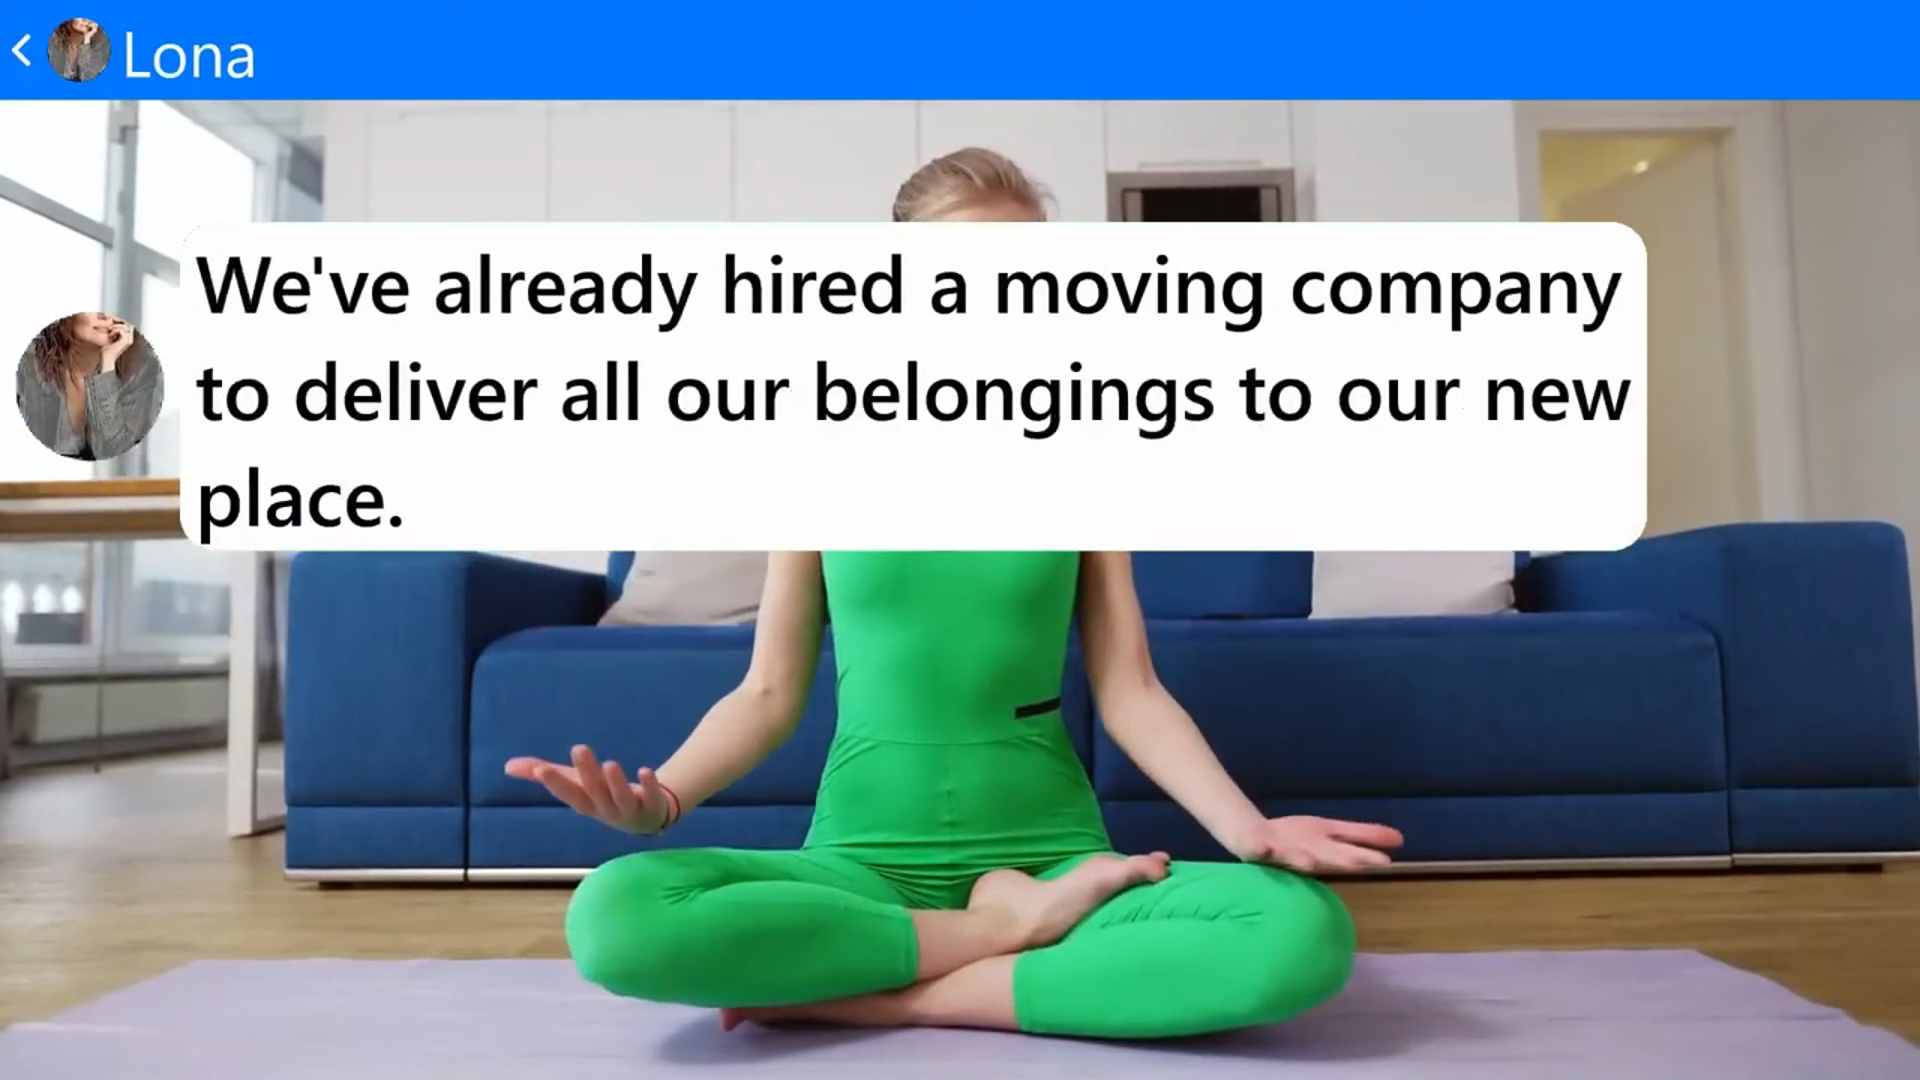 Lona
We've already hired a moving company
to deliver all our belongings to our new
place.